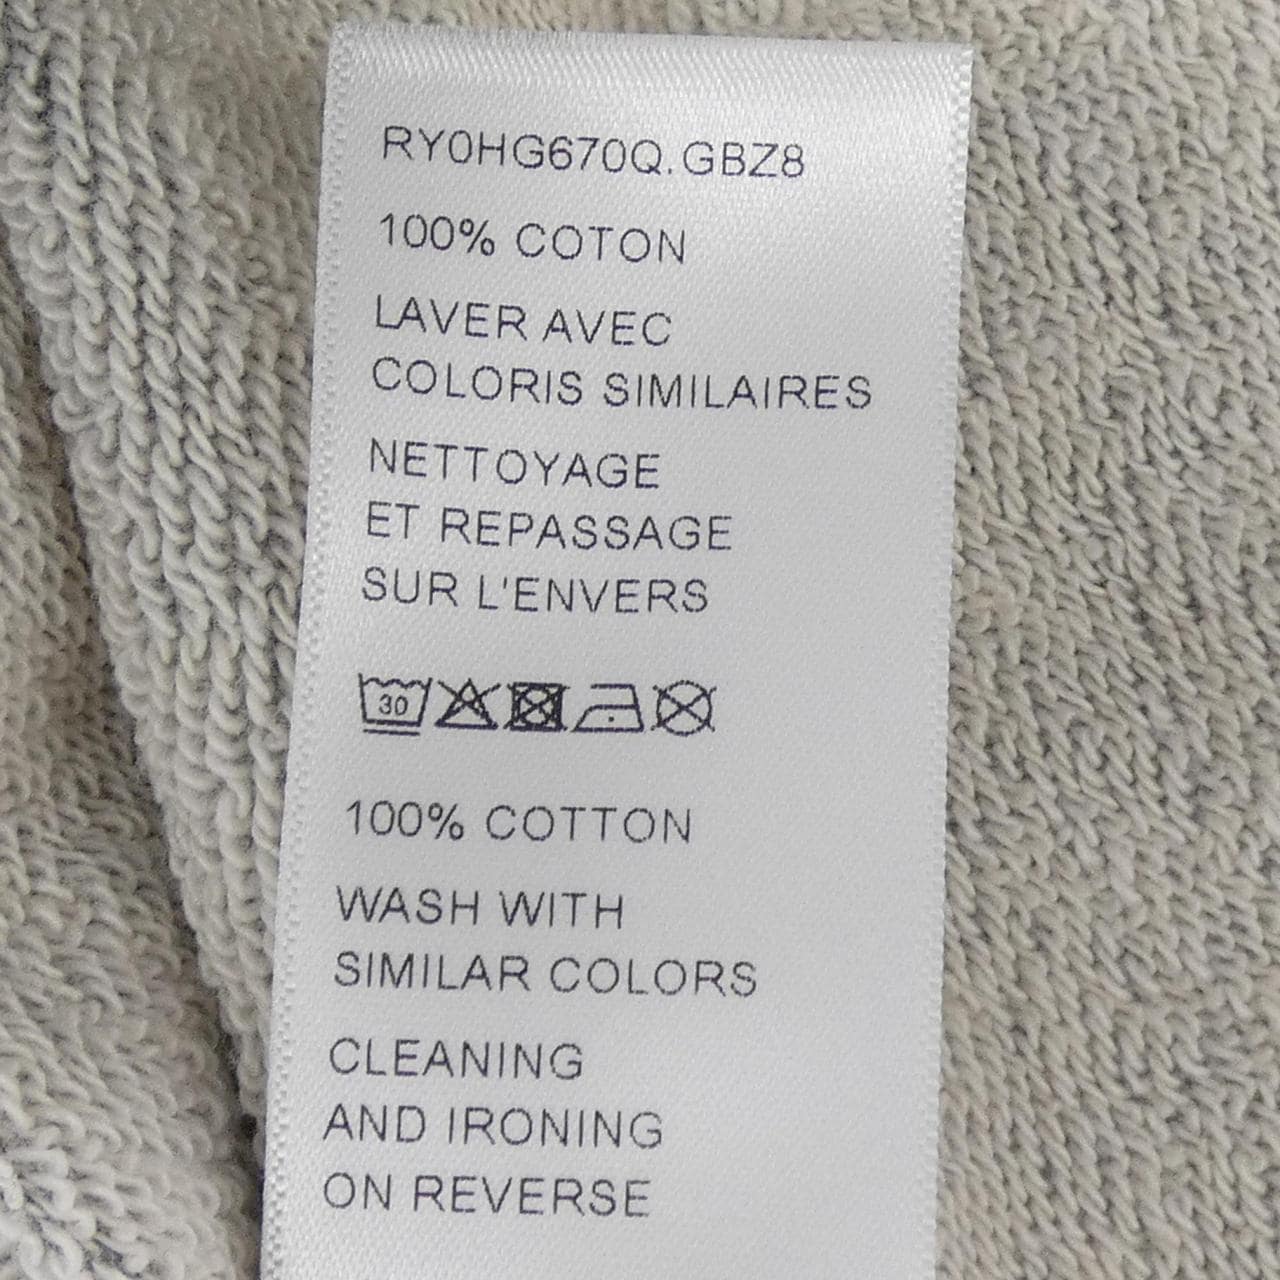 RY0HG670Q.GBZ8
100% COTON
LAVER AVEC
COLORIS SIMILAIRES
NETTOYAGE
ET REPASSAGE
SUR L'ENVERS
30
100% COTTON
WASH WITH
SIMILAR COLORS
CLEANING
AND IRONING
ON REVERSE